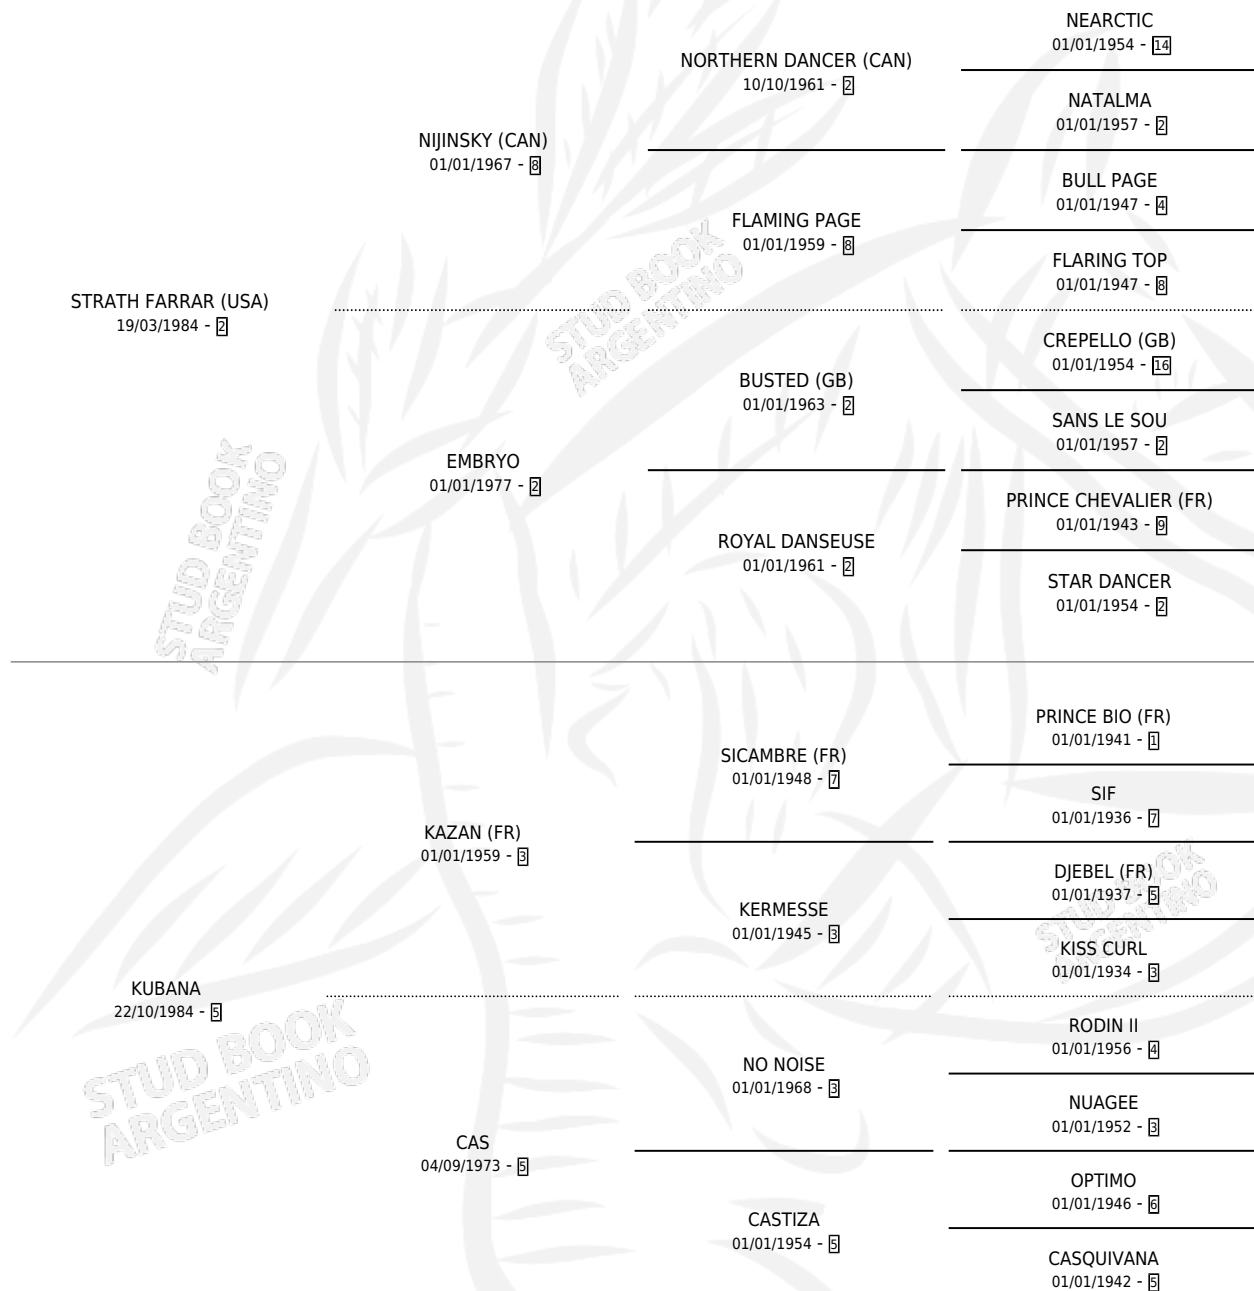 NEARCTIC
01/01/1954 - 14
NORTHERN DANCER (CAN)
10/10/1961 - 2
NATALMA
01/01/1957 - 2
NIJINSKY (CAN)
01/01/1967 - 8
BULL PAGE
01/01/1947 - 4
FLAMING PAGE
01/01/1959 - 8
FLARING TOP
01/01/1947 - 8
STRATH FARRAR (USA)
19/03/1984 - 2
STUD BOOK
ARGENTINO
CREPELLO (GB)
01/01/1954 - 16
BUSTED (GB)
01/01/1963 - 2
SANS LE SOU
01/01/1957 - 2
EMBRYO
01/01/1977 - 2
PRINCE CHEVALIER (FR)
01/01/1943 - 9
ROYAL DANSEUSE
01/01/1961 - 2
STAR DANCER
01/01/1954 - 2
STUD BOOK
ARGENTINO
PRINCE BIO (FR)
01/01/1941 - 1
SICAMBRE (FR)
01/01/1948 - 7
SIF
01/01/1936 - 7
KAZAN (FR)
01/01/1959 - 3
DJEBEL (FR)
01/01/1937 - 5
KERMESSE
01/01/1945 - 3
STUD BOOK
ARGENTINO
KISS CURL
01/01/1934 - 3
KUBANA
22/10/1984 - 5
RODIN II
01/01/1956 - 4
NO NOISE
01/01/1968 - 3
STUD BOOK
ARGENTINO
NUAGEE
01/01/1952 - 3
CAS
04/09/1973 - 5
OPTIMO
01/01/1946 - 6
CASTIZA
01/01/1954 - 5
CASQUIVANA
01/01/1942 - 5